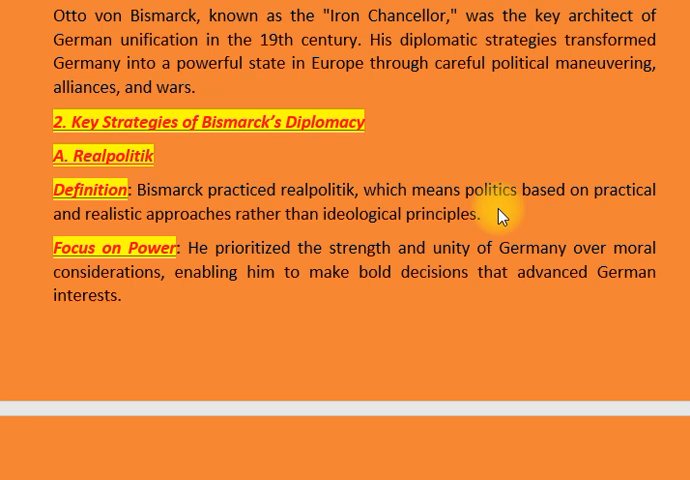 Otto von Bismarck, known as the "Iron Chancellor," was the key architect of
German unification in the 19th century. His diplomatic strategies transformed
Germany into a powerful state in Europe through careful political maneuvering,
alliances, and wars.
2. Key Strategies of Bismarck’s Diplomacy
A. Realpolitik
Definition: Bismarck practiced realpolitik, which means politics based on practical
and realistic approaches rather than ideological principles.
Focus on Power: He prioritized the strength and unity of Germany over moral
considerations, enabling him to make bold decisions that advanced German
interests.